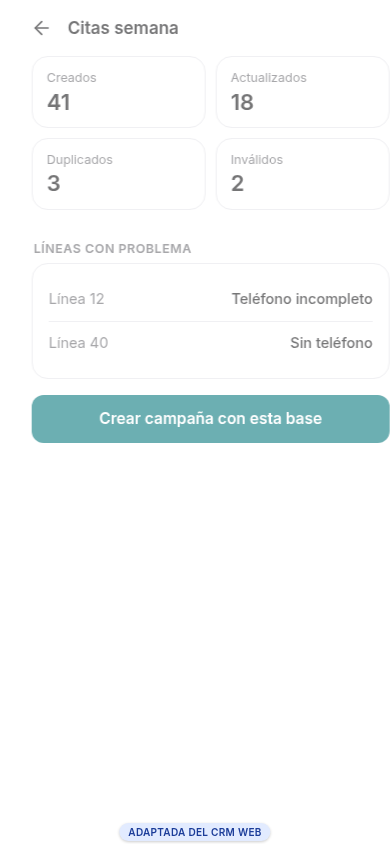 Citas semana
Creados
Actualizados
41
18
Duplicados
Inválidos
3
2
LÍNEAS CON PROBLEMA
Línea 12 Teléfono incompleto
Línea 40 Sin teléfono
Crear campaña con esta base
ADAPTADA DEL CRM WEB